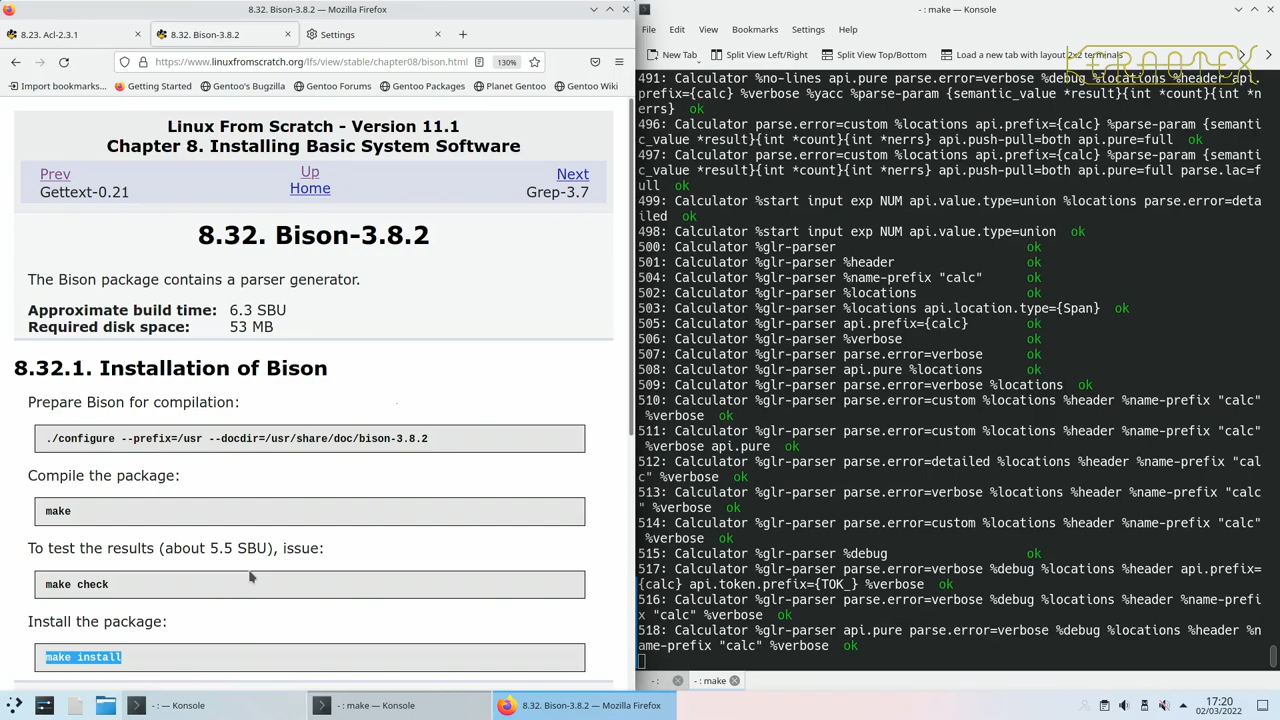 8.32. Bison-3.8.2 — Mozilla Firefox
8.23. Acl-2.3.1
8.32. Bison-3.8.2
Settings
https://www.linuxfromscratch.org/lfs/view/stable/chapter08/bison.html
130%
Import bookmarks...
Getting Started
Gentoo's Bugzilla
Gentoo Forums
Gentoo Packages
Planet Gentoo
Gentoo Wiki
Linux From Scratch - Version 11.1
Chapter 8. Installing Basic System Software
Prev
Up
Next
Gettext-0.21
Home
Grep-3.7
8.32. Bison-3.8.2
The Bison package contains a parser generator.
Approximate build time: 6.3 SBU
Required disk space: 53 MB
8.32.1. Installation of Bison
Prepare Bison for compilation:
./configure --prefix=/usr --docdir=/usr/share/doc/bison-3.8.2
Compile the package:
make
To test the results (about 5.5 SBU), issue:
make check
Install the package:
make install
- : make — Konsole
File Edit View Bookmarks Settings Help
New Tab Split View Left/Right Split View Top/Bottom Load a new tab with layout 2x2 terminals
491: Calculator %no-lines api.pure parse.error=verbose %debug %locations %header api.
prefix={calc} %verbose %yacc %parse-param {semantic_value *result}{int *count}{int *n
errs} ok
496: Calculator parse.error=custom %locations api.prefix={calc} %parse-param {semanti
c_value *result}{int *count}{int *nerrs} api.push-pull=both api.pure=full ok
497: Calculator parse.error=custom %locations api.prefix={calc} %parse-param {semanti
c_value *result}{int *count}{int *nerrs} api.push-pull=both api.pure=full parse.lac=f
ull ok
499: Calculator %start input exp NUM api.value.type=union %locations parse.error=deta
iled ok
498: Calculator %start input exp NUM api.value.type=union ok
500: Calculator %glr-parser ok
501: Calculator %glr-parser %header ok
504: Calculator %glr-parser %name-prefix "calc" ok
502: Calculator %glr-parser %locations ok
503: Calculator %glr-parser %locations api.location.type={Span} ok
505: Calculator %glr-parser api.prefix={calc} ok
506: Calculator %glr-parser %verbose ok
507: Calculator %glr-parser parse.error=verbose ok
508: Calculator %glr-parser api.pure %locations ok
509: Calculator %glr-parser parse.error=verbose %locations ok
510: Calculator %glr-parser parse.error=custom %locations %header %name-prefix "calc"
%verbose ok
511: Calculator %glr-parser parse.error=custom %locations %header %name-prefix "calc"
%verbose api.pure ok
512: Calculator %glr-parser parse.error=detailed %locations %header %name-prefix "cal
c" %verbose ok
513: Calculator %glr-parser parse.error=verbose %locations %header %name-prefix "calc
" %verbose ok
514: Calculator %glr-parser parse.error=custom %locations %header %name-prefix "calc"
%verbose ok
515: Calculator %glr-parser %debug ok
517: Calculator %glr-parser parse.error=verbose %debug %locations %header api.prefix=
{calc} api.token.prefix={TOK_} %verbose ok
516: Calculator %glr-parser parse.error=verbose %debug %locations %header %name-prefi
x "calc" %verbose ok
518: Calculator %glr-parser api.pure parse.error=verbose %debug %locations %header %n
ame-prefix "calc" %verbose ok
- :
- : make
- : — Konsole
- : make — Konsole
8.32. Bison-3.8.2 — Mozilla Firefox
17:20
02/03/2022